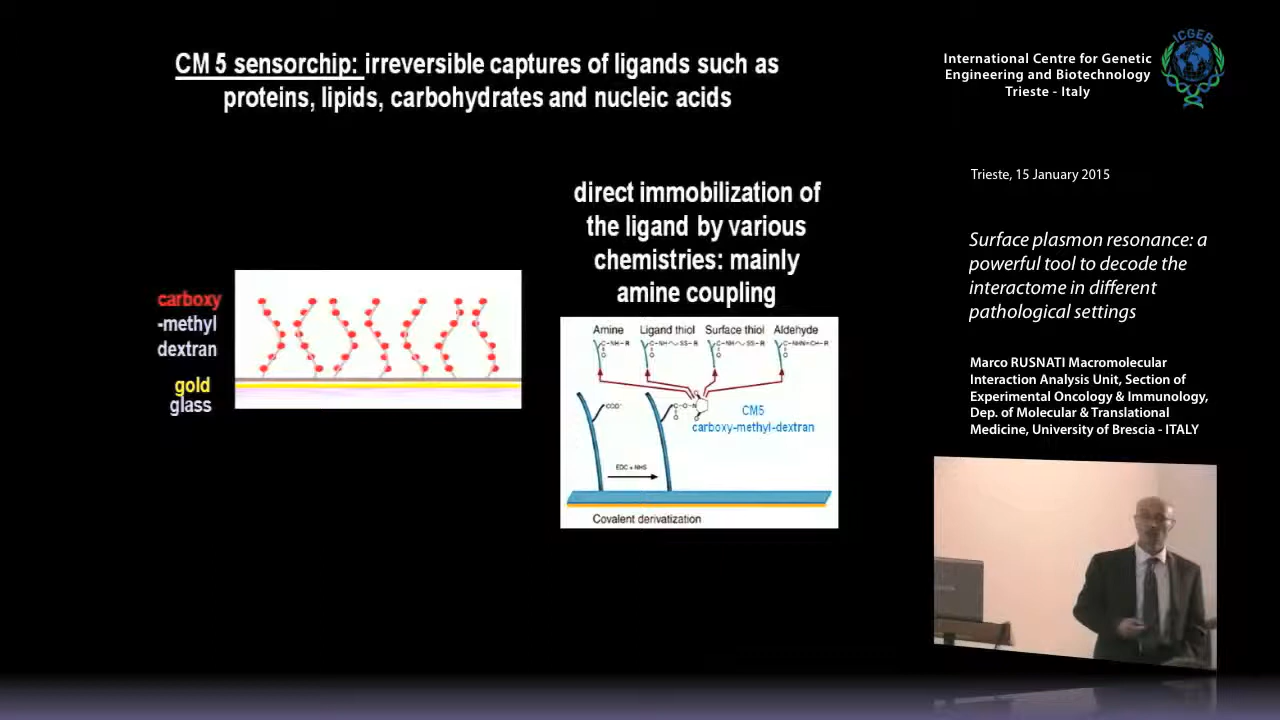 CM 5 sensorchip: irreversible captures of ligands such as
proteins, lipids, carbohydrates and nucleic acids
direct immobilization of
the ligand by various
chemistries: mainly
amine coupling
carboxy
-methyl
dextran
gold
glass
Amine Ligand thiol Surface thiol Aldehyde
COO⁻
CM5
carboxy-methyl-dextran
EDC + NHS
Covalent derivatization
International Centre for Genetic
Engineering and Biotechnology
Trieste - Italy
ICGEB
Trieste, 15 January 2015
Surface plasmon resonance: a
powerful tool to decode the
interactome in different
pathological settings
Marco RUSNATI Macromolecular
Interaction Analysis Unit, Section of
Experimental Oncology & Immunology,
Dep. of Molecular & Translational
Medicine, University of Brescia - ITALY